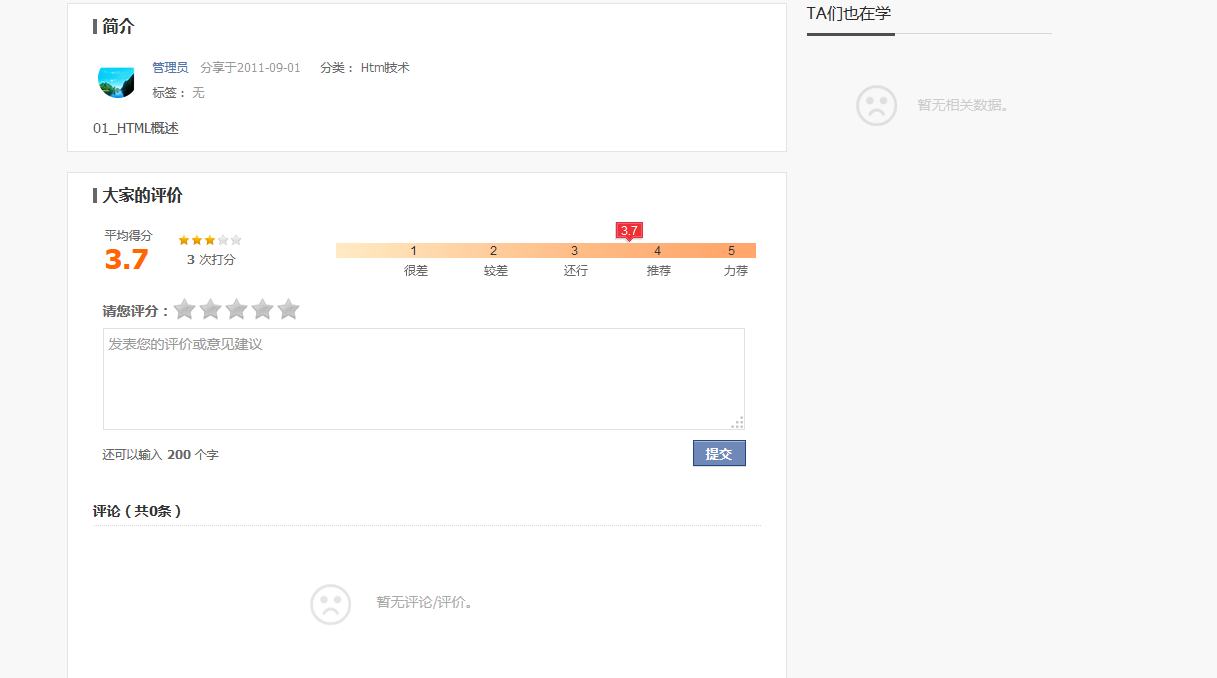 简介
管理员 分享于2011-09-01 分类： Html技术
标签： 无
01_HTML概述
大家的评价
平均得分
3.7
3 次打分
3.7
1 2 3 4 5
很差 较差 还行 推荐 力荐
请您评分：
发表您的评价或意见建议
还可以输入 200 个字
提交
评论（共0条）
暂无评论/评价。
TA们也在学
暂无相关数据。